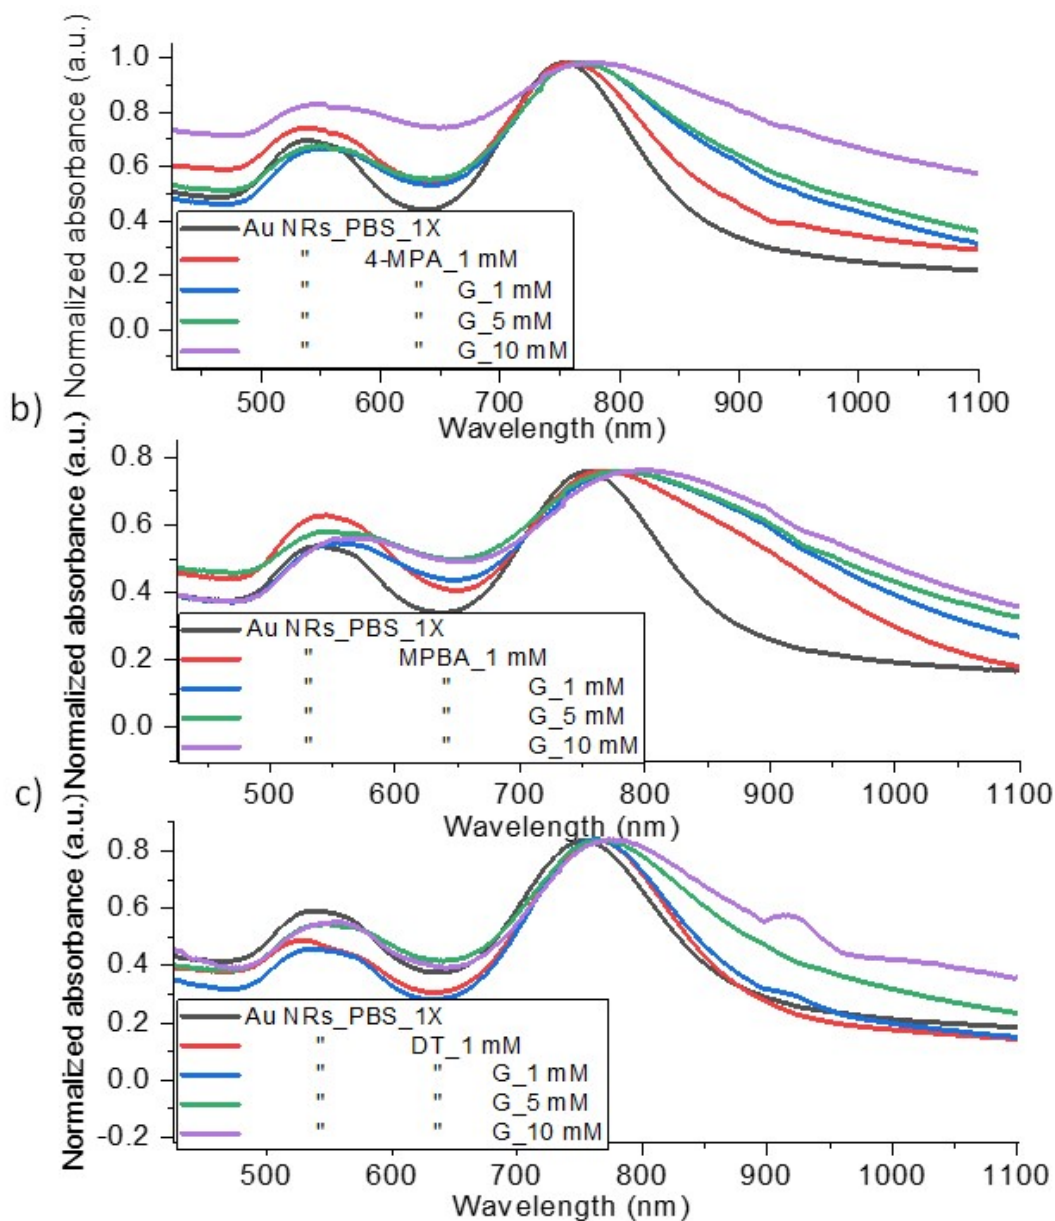 Normalized absorbance (a.u.)
1.0
0.8
0.6
0.4
0.2
0.0
Au NRs_PBS_1X
" 4-MPA_1 mM
" " G_1 mM
" " G_5 mM
" " G_10 mM
500 600 700 800 900 1000 1100
Wavelength (nm)
b)
Normalized absorbance (a.u.)
0.8
0.6
0.4
0.2
0.0
Au NRs_PBS_1X
" MPBA_1 mM
" " G_1 mM
" " G_5 mM
" " G_10 mM
500 600 700 800 900 1000 1100
Wavelength (nm)
c)
Normalized absorbance (a.u.)
0.8
0.6
0.4
0.2
0.0
-0.2
Au NRs_PBS_1X
" DT_1 mM
" " G_1 mM
" " G_5 mM
" " G_10 mM
500 600 700 800 900 1000 1100
Wavelength (nm)